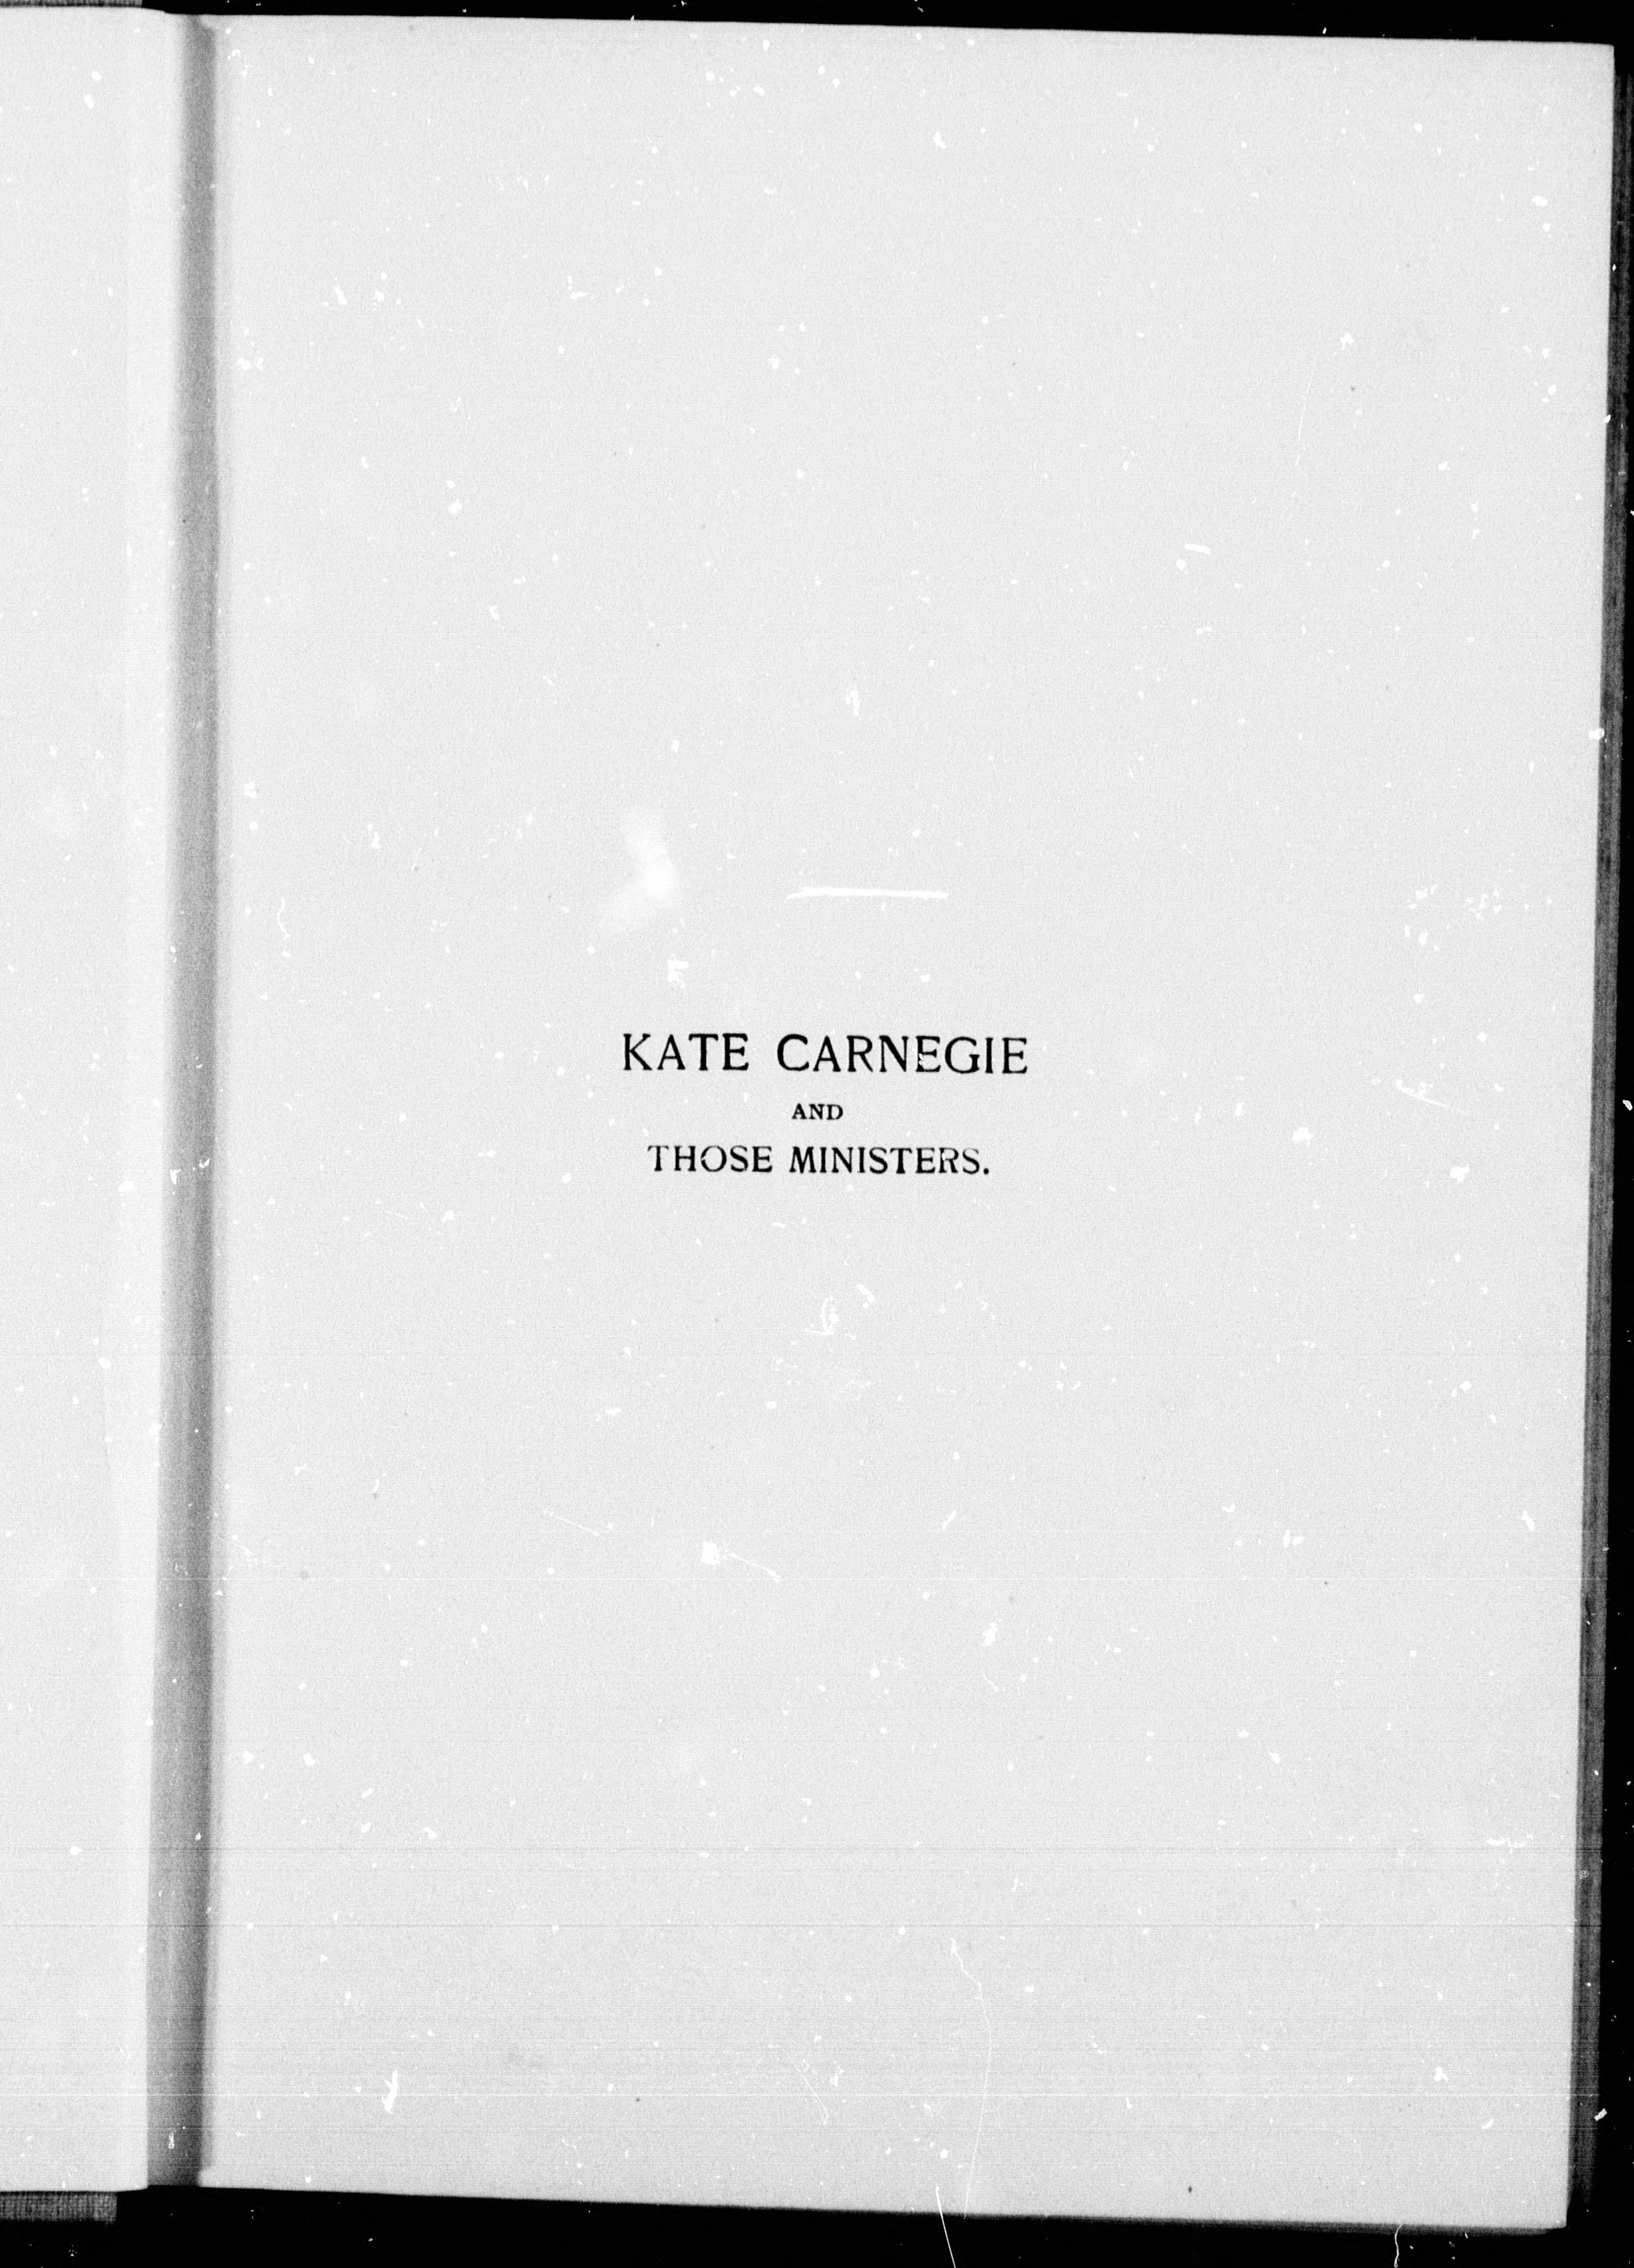 KATE CARNEGIE
AND
THOSE MINISTERS.